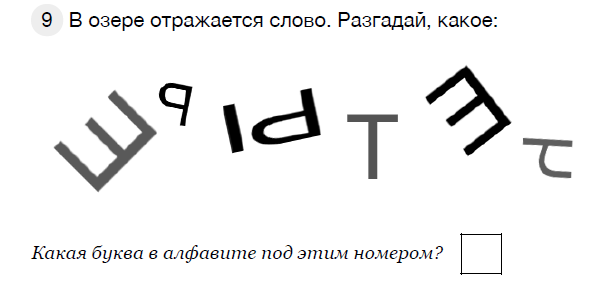 9 В озере отражается слово. Разгадай, какое:
Е Р Ы Т Е Ч
Какая буква в алфавите под этим номером?